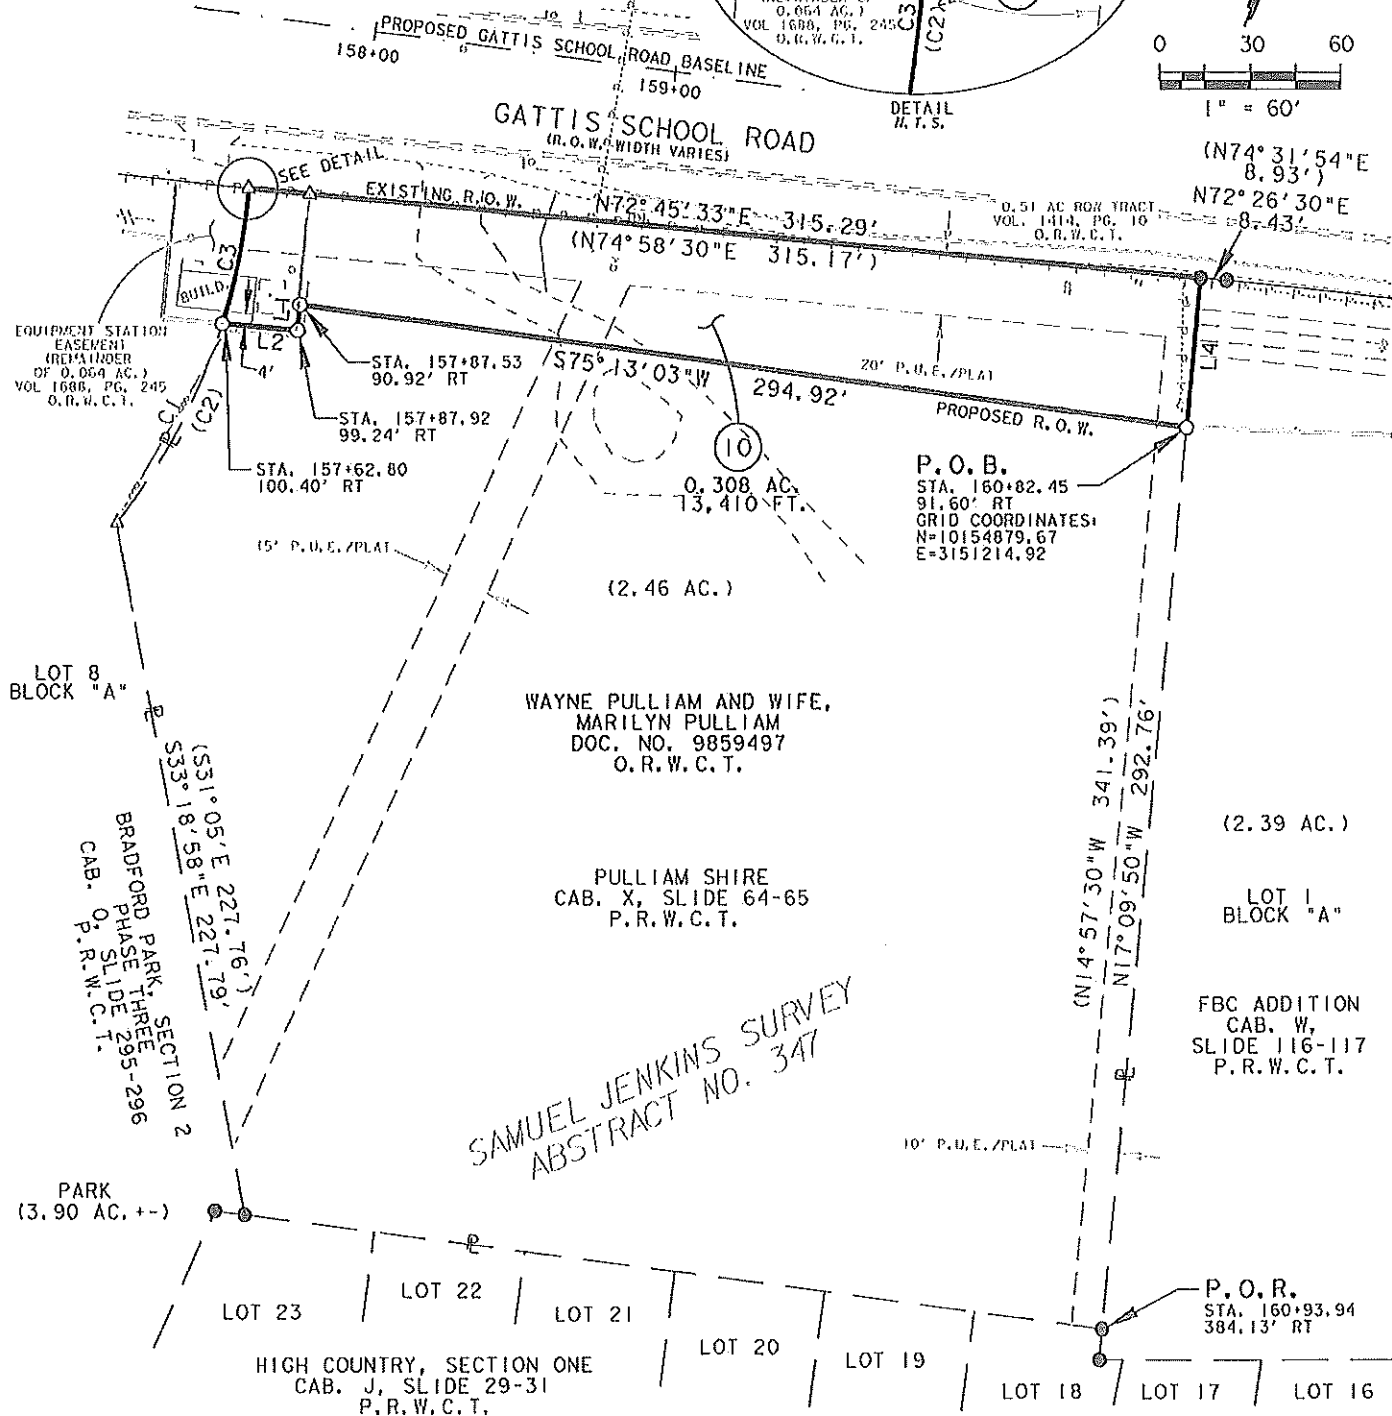 0.064 AC.)
VOL 1688, PG. 245
O.R.W.C.T.
C3
(C2)
DETAIL
N.T.S.
0 30 60
1" = 60'
PROPOSED GATTIS SCHOOL ROAD BASELINE
158+00
159+00
GATTIS SCHOOL ROAD
(R.O.W. WIDTH VARIES)
SEE DETAIL
EXISTING R.O.W.
N72°45'33"E 315.29'
(N74°58'30"E 315.17')
0.51 AC ROW TRACT
VOL. 1414, PG. 10
O.R.W.C.T.
(N74°31'54"E
8.93')
N72°26'30"E
8.43'
C3
BUILD.
L1
L2
4'
EQUIPMENT STATION
EASEMENT
(REMAINDER
OF 0.064 AC.)
VOL 1688, PG. 245
O.R.W.C.T.
C1
(C2)
STA. 157+87.53
90.92' RT
STA. 157+87.92
99.24' RT
STA. 157+62.80
100.40' RT
S75°13'03"W 294.92'
20' P.U.E./PLAT
PROPOSED R.O.W.
L4
10
0.308 AC.
13,410 FT.
P.O.B.
STA. 160+82.45
91.60' RT
GRID COORDINATES:
N=10154879.67
E=3151214.92
15' P.U.E./PLAT
(2.46 AC.)
LOT 8
BLOCK "A"
WAYNE PULLIAM AND WIFE,
MARILYN PULLIAM
DOC. NO. 9859497
O.R.W.C.T.
(S31°05'E 227.76')
S33°18'58"E 227.79'
BRADFORD PARK, SECTION 2
PHASE THREE
CAB. O, SLIDE 295-296
P.R.W.C.T.
PULLIAM SHIRE
CAB. X, SLIDE 64-65
P.R.W.C.T.
(N14°57'30"W 341.39')
N17°09'50"W 292.76'
(2.39 AC.)
LOT 1
BLOCK "A"
FBC ADDITION
CAB. W,
SLIDE 116-117
P.R.W.C.T.
SAMUEL JENKINS SURVEY
ABSTRACT NO. 347
10' P.U.E./PLAT
PARK
(3.90 AC.+-)
P.O.R.
STA. 160+93.94
384.13' RT
LOT 23
LOT 22
LOT 21
LOT 20
LOT 19
LOT 18
LOT 17
LOT 16
HIGH COUNTRY, SECTION ONE
CAB. J, SLIDE 29-31
P.R.W.C.T.